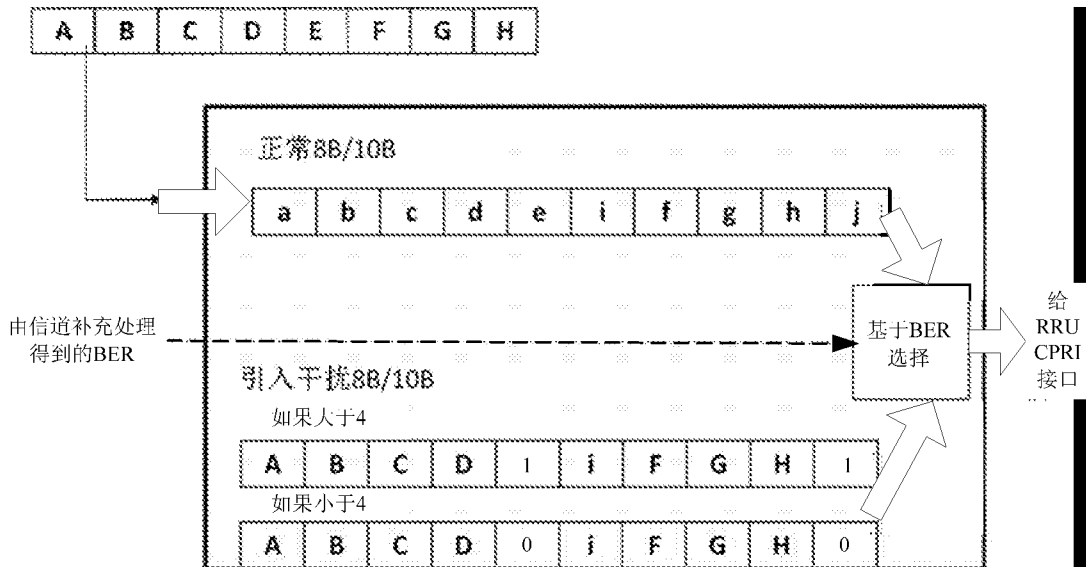 A B C D E F G H
正常8B/10B
a b c d e i f g h j
由信道补充处理
得到的BER
基于BER
选择
给
RRU
CPRI
接口
引入干扰8B/10B
如果大于4
A B C D 1 i F G H 1
如果小于4
A B C D 0 i F G H 0